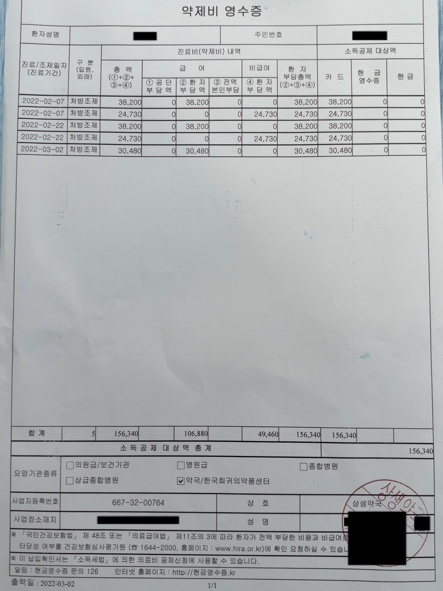 약제비 영수증
환자성명 주민번호
진료/조제일자 (진료기간) 구 분 (입원, 외래) 진료비(약제비) 내역 소득공제 대상액
총 액 (①+②+③+④) 급 여 비급여 환 자 부담총액 (②+③+④) 카 드 현 금 영수증 현 금
① 공 단 부 담 액 ② 환 자 부 담 액 ③ 전액 본인부담 ④ 환 자 부 담 액
2022-02-07 처방조제 38,200 0 38,200 0 0 38,200 38,200 0 0
2022-02-07 처방조제 24,730 0 0 0 24,730 24,730 24,730 0 0
2022-02-22 처방조제 38,200 0 38,200 0 0 38,200 38,200 0 0
2022-02-22 처방조제 24,730 0 0 0 24,730 24,730 24,730 0 0
2022-03-02 처방조제 30,480 0 30,480 0 0 30,480 30,480 0 0
합 계 5 156,340 106,880 49,460 156,340 156,340
소 득 공 제 대 상 액 총 계 156,340
요양기관종류 의원급/보건기관 병원급 종합병원
상급종합병원 약국/한국희귀의약품센터
사업자등록번호 667-32-00764 상 호 상생약국
사업장소재지 성 명
* 「국민건강보험법」 제 48조 또는 「의료급여법」 제11조의 3에 따라 환자가 전액 부담한 비용과 비급여
타당성 여부를 건강보험심사평가원 (☎ 1644-2000, 홈페이지 : www.hira.or.kr)에 확인 요청하실 수 있습니
* 이 납입확인서는 「소득세법」에 의한 의료비 공제신청에 사용할 수 있습니다.
알림 : 현금영수증 문의 126 인터넷 홈페이지 : http://현금영수증.kr
출력일 : 2022-03-02 1/1